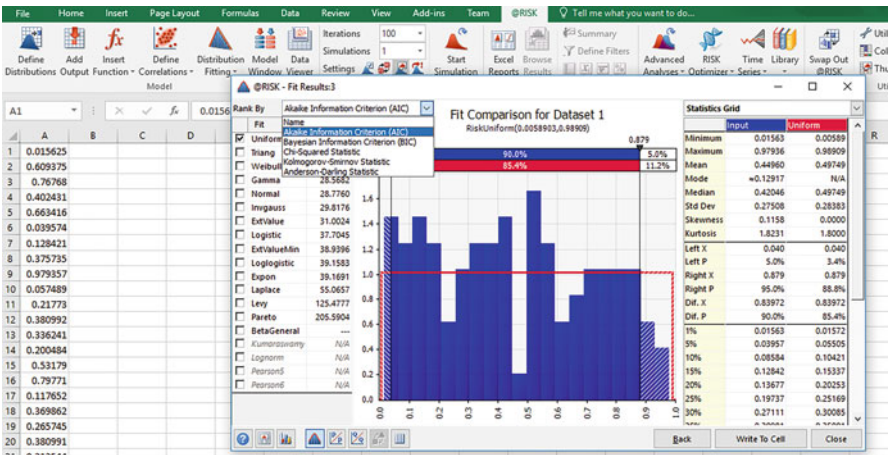 File Home Insert Page Layout Formulas Data Review View Add-ins Team @RISK Tell me what you want to do...
Define Distributions Add Output Insert Function Define Correlations Distribution Fitting Model Window Data Viewer
Iterations 100
Simulations 1
Settings
Start Simulation Excel Reports Browse Results
Summary
Define Filters
Advanced Analyses RISK Optimizer Time Series Library Swap Out @RISK
Model
A1 0.0156
A B C D R
1 0.015625
2 0.609375
3 0.76768
4 0.402431
5 0.663416
6 0.039574
7 0.128421
8 0.375735
9 0.979357
10 0.057489
11 0.21773
12 0.380992
13 0.336241
14 0.200484
15 0.53179
16 0.79771
17 0.117652
18 0.369862
19 0.265745
20 0.380991
@RISK - Fit Results:3
Rank By Akaike Information Criterion (AIC)
Name
Akaike Information Criterion (AIC)
Bayesian Information Criterion (BIC)
Chi-Squared Statistic
Kolmogorov-Smirnov Statistic
Anderson-Darling Statistic
Fit
Uniform
Triang
Weibull
Gamma 28.5682
Normal 28.7760
Invgauss 29.8176
ExtValue 31.0024
Logistic 37.7045
ExtValueMin 38.9396
Loglogistic 39.1583
Expon 39.1691
Laplace 55.0657
Levy 125.4777
Pareto 205.5904
BetaGeneral ---
Kumaraswamy N/A
Lognorm N/A
Pearson5 N/A
Pearson6 N/A
Fit Comparison for Dataset 1
RiskUniform(0.0058903,0.98909)
0.879
90.0% 5.0%
85.4% 11.2%
1.6
1.4
1.2
1.0
0.8
0.6
0.4
0.2
0.0
0.0 0.1 0.2 0.3 0.4 0.5 0.6 0.7 0.8 0.9 1.0
Statistics Grid
Input Uniform
Minimum 0.01563 0.00589
Maximum 0.97936 0.98909
Mean 0.44960 0.49749
Mode ≈0.12917 N/A
Median 0.42046 0.49749
Std Dev 0.27508 0.28383
Skewness 0.1158 0.0000
Kurtosis 1.8231 1.8000
Left X 0.040 0.040
Left P 5.0% 3.4%
Right X 0.879 0.879
Right P 95.0% 88.8%
Dif. X 0.83972 0.83972
Dif. P 90.0% 85.4%
1% 0.01563 0.01572
5% 0.03957 0.05505
10% 0.08584 0.10421
15% 0.12842 0.15337
20% 0.13677 0.20253
25% 0.19737 0.25169
30% 0.27111 0.30085
Back Write To Cell Close